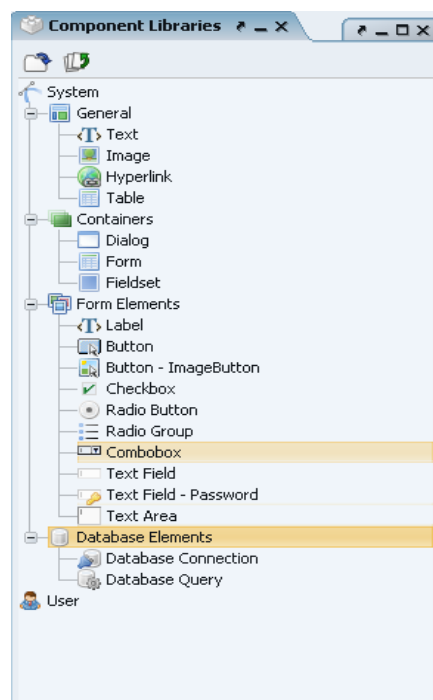 Component Libraries
System
General
Text
Image
Hyperlink
Table
Containers
Dialog
Form
Fieldset
Form Elements
Label
Button
Button - ImageButton
Checkbox
Radio Button
Radio Group
Combobox
Text Field
Text Field - Password
Text Area
Database Elements
Database Connection
Database Query
User